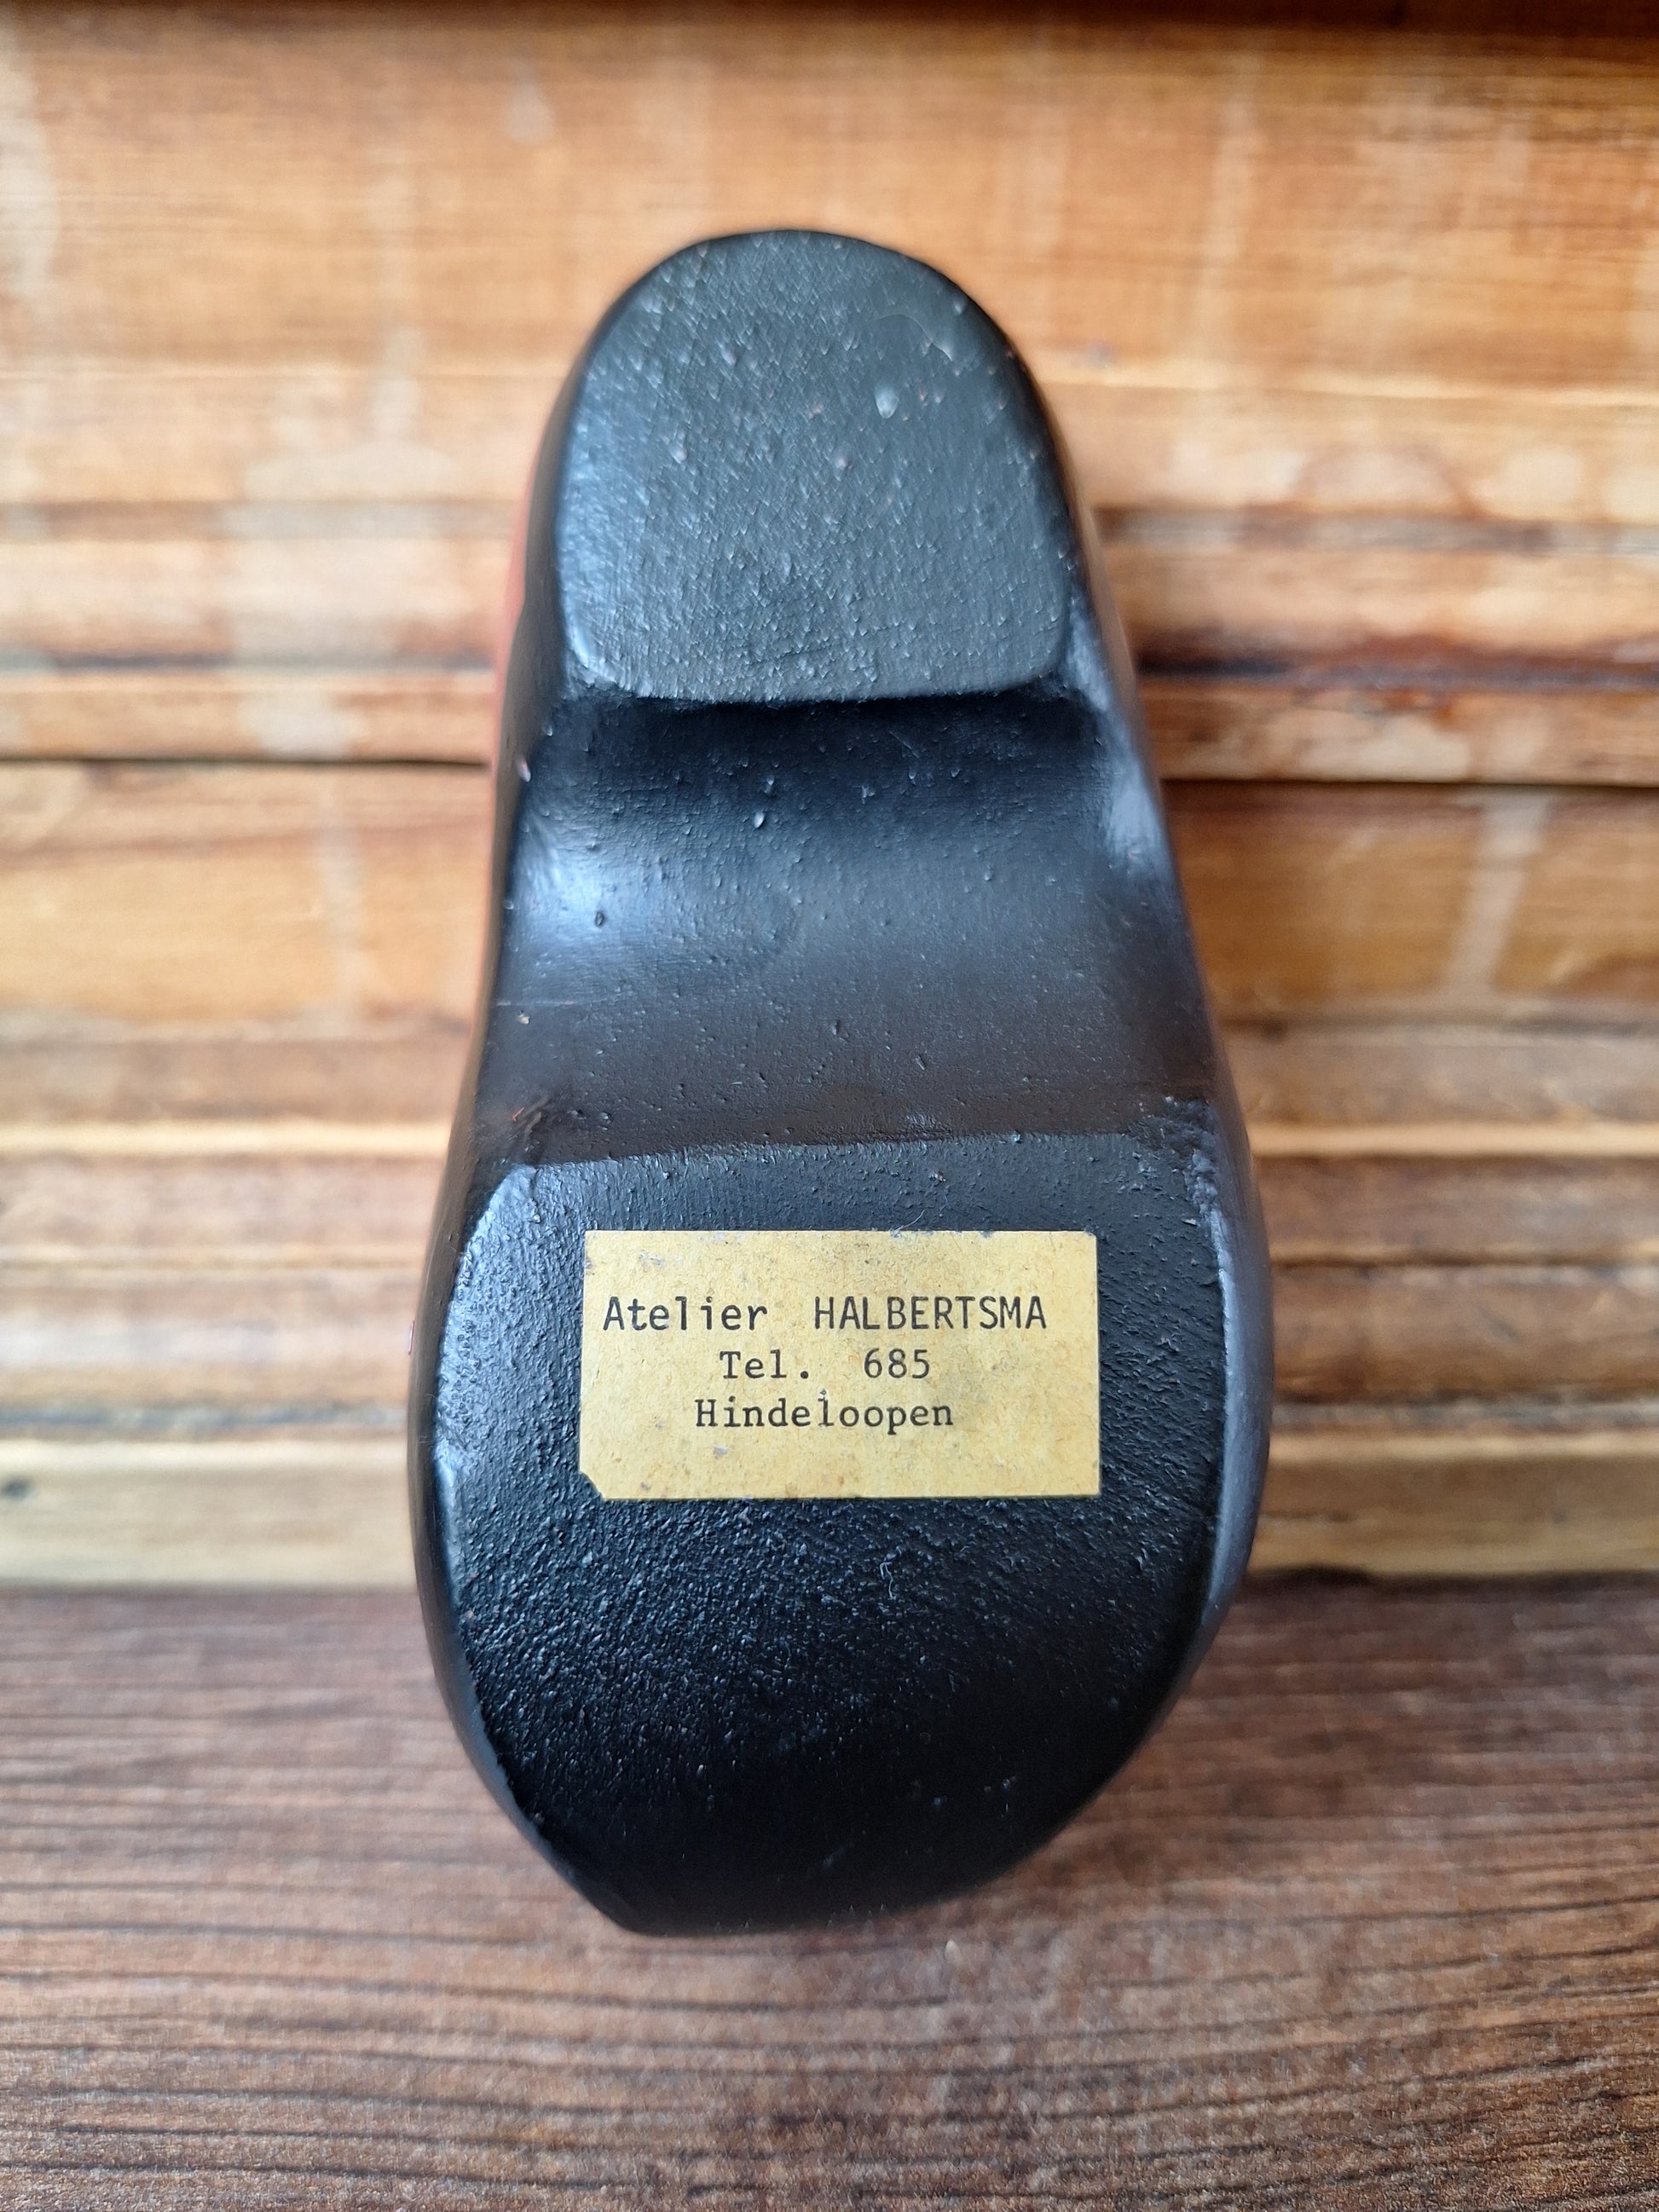 Atelier HALBERTSMA
Tel. 685
Hindeloopen